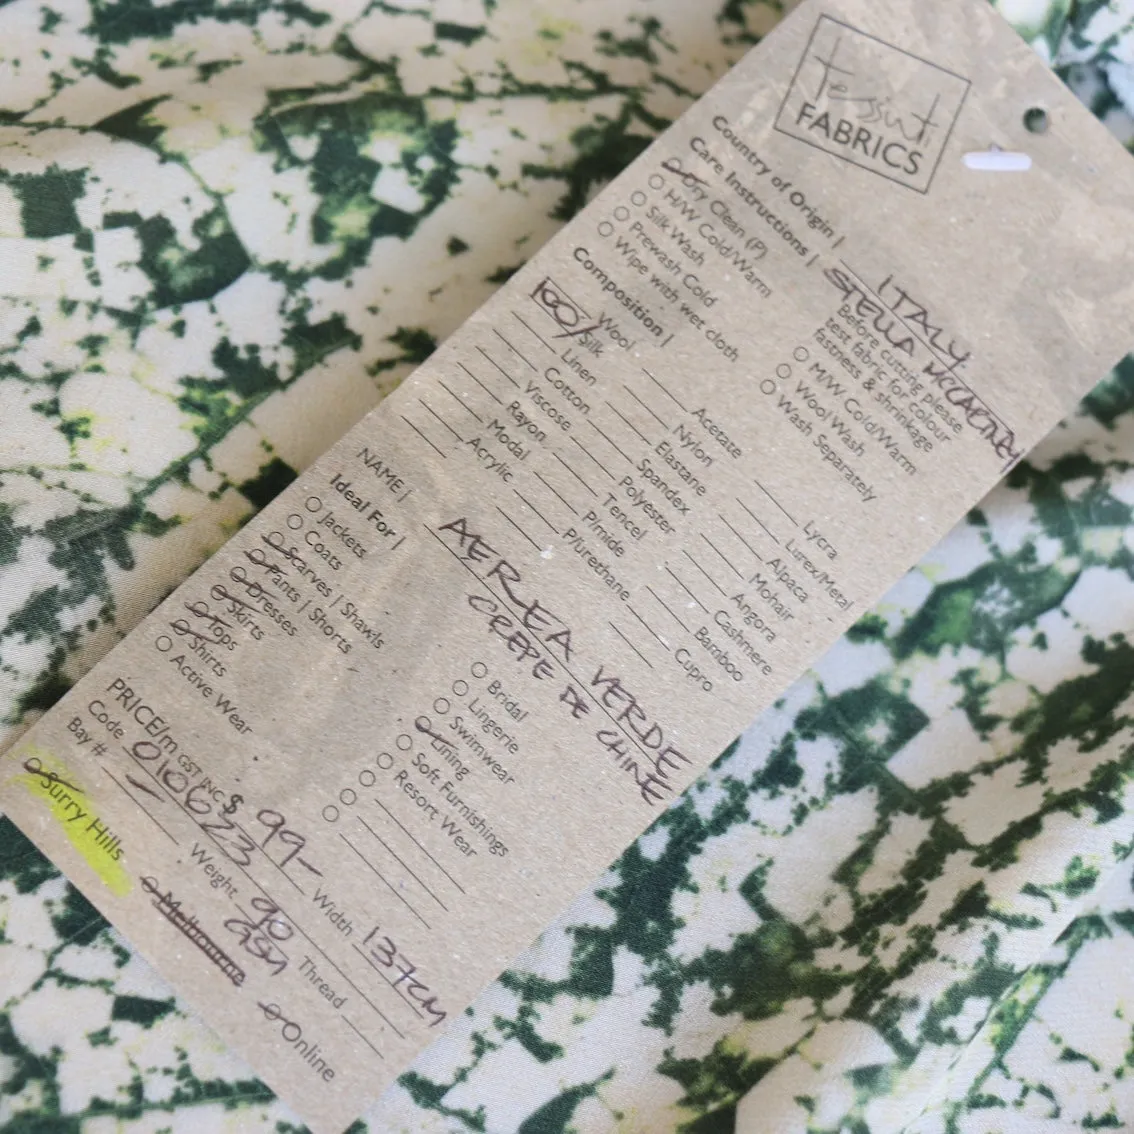 Tessuti
FABRICS
Country of Origin | ITALY
Care Instructions | STELLA MCCARTNEY
Dry Clean (P)
H/W Cold/Warm
Silk Wash
Prewash Cold
Wipe with wet cloth
Before cutting please
test fabric for colour
fastness & shrinkage
M/W Cold/Warm
Wool Wash
Wash Separately
Composition |
Wool
100/ Silk
Linen
Cotton
Viscose
Rayon
Modal
Acrylic
Acetate
Nylon
Elastane
Spandex
Polyester
Tencel
P/mide
P/urethane
Lycra
Lurex/Metal
Alpaca
Mohair
Angora
Cashmere
Bamboo
Cupro
NAME | AEREA VERDE
CREPE DE CHINE
Ideal For |
Jackets
Coats
Scarves | Shawls
Pants | Shorts
Dresses
Skirts
Tops
Shirts
Active Wear
Bridal
Lingerie
Swimwear
Lining
Soft Furnishings
Resort Wear
PRICE/m GST INC $ 99- Width 137cm
Code 010623 Weight 90 GSM Thread
Bay # –
Surry Hills Melbourne Online